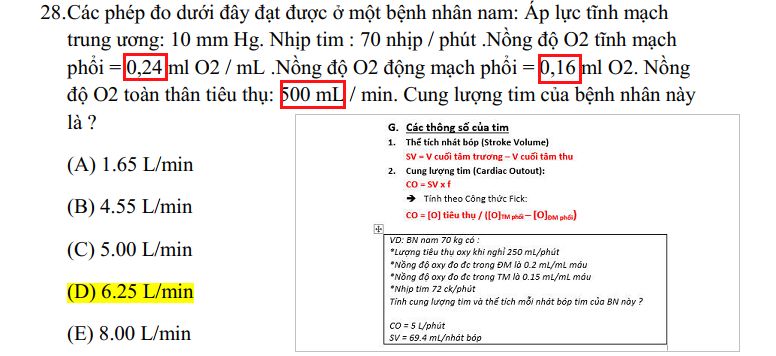 28.Các phép đo dưới đây đạt được ở một bệnh nhân nam: Áp lực tĩnh mạch
trung ương: 10 mm Hg. Nhịp tim : 70 nhịp / phút .Nồng độ O2 tĩnh mạch
phổi = 0,24 ml O2 / mL .Nồng độ O2 động mạch phổi = 0,16 ml O2. Nồng
độ O2 toàn thân tiêu thụ: 500 mL / min. Cung lượng tim của bệnh nhân này
là ?
(A) 1.65 L/min
(B) 4.55 L/min
(C) 5.00 L/min
(D) 6.25 L/min
(E) 8.00 L/min
G. Các thông số của tim
1. Thể tích nhát bóp (Stroke Volume)
SV = V cuối tâm trương – V cuối tâm thu
2. Cung lượng tim (Cardiac Outout):
CO = SV x f
➔ Tính theo Công thức Fick:
CO = [O] tiêu thụ / ([O]TM phổi – [O]ĐM phổi)
VD: BN nam 70 kg có :
*Lượng tiêu thụ oxy khi nghỉ 250 mL/phút
*Nồng độ oxy đo đc trong ĐM là 0.2 mL/mL máu
*Nồng độ oxy đo đc trong TM là 0.15 mL/mL máu
*Nhịp tim 72 ck/phút
Tính cung lượng tim và thể tích mỗi nhát bóp tim của BN này ?
CO = 5 L/phút
SV = 69.4 mL/nhát bóp